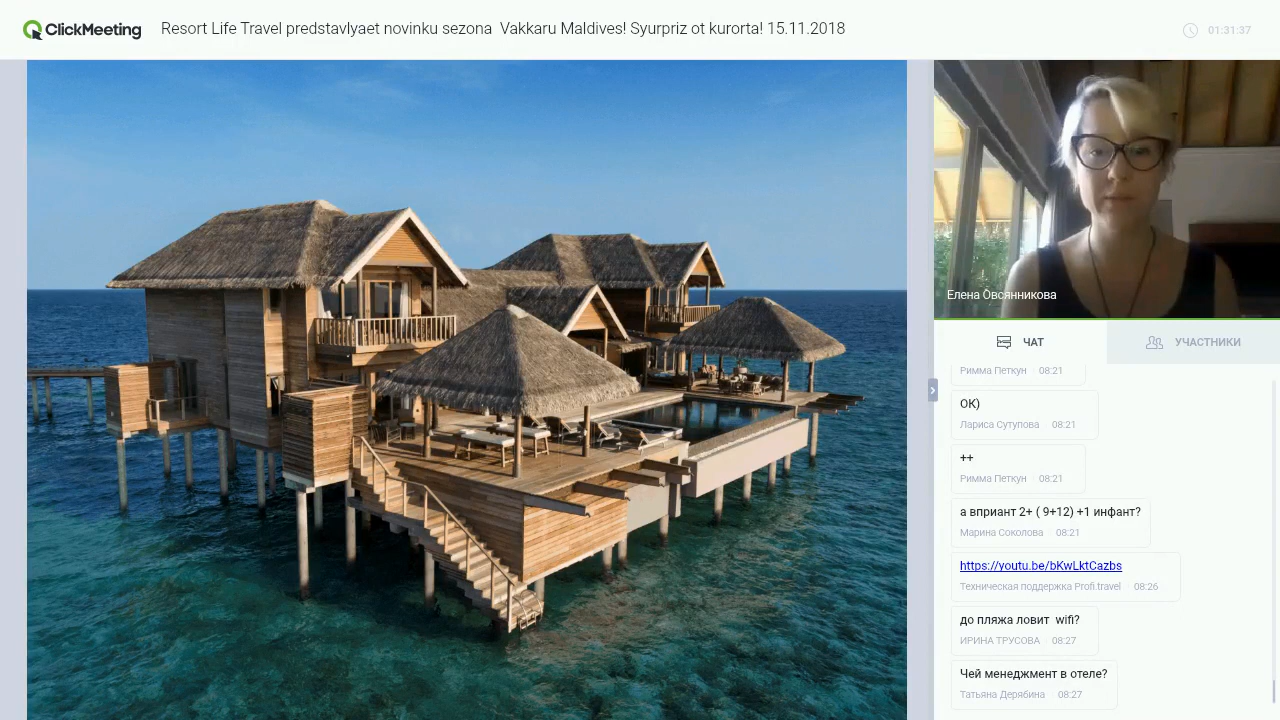 ClickMeeting
Resort Life Travel predstavlyaet novinku sezona  Vakkaru Maldives! Syurpriz ot kurorta! 15.11.2018
01:31:37
Елена Овсянникова
ЧАТ
УЧАСТНИКИ
Римма Петкун 08:21
ОК)
Лариса Сутупова 08:21
++
Римма Петкун 08:21
а вприант 2+ ( 9+12) +1 инфант?
Марина Соколова 08:21
https://youtu.be/bKwLktCazbs
Техническая поддержка Profi.travel 08:26
до пляжа ловит  wifi?
ИРИНА ТРУСОВА 08:27
Чей менеджмент в отеле?
Татьяна Дерябина 08:27